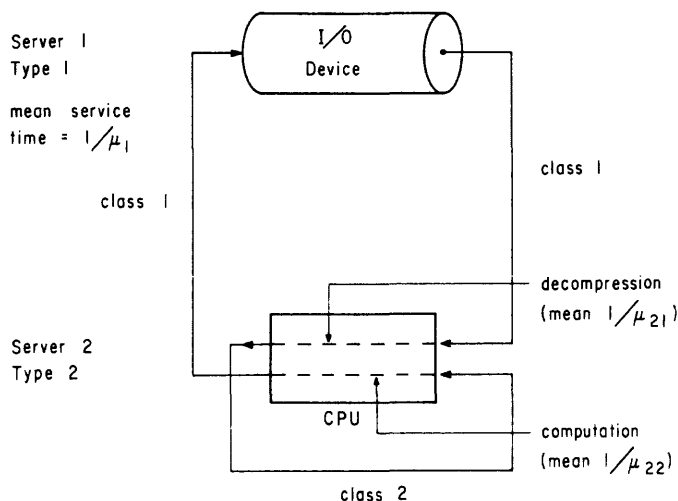 Server 1
Type 1
mean service
time = 1/μ₁
I/O
Device
class 1
class 1
decompression
(mean 1/μ₂₁)
Server 2
Type 2
CPU
computation
(mean 1/μ₂₂)
class 2